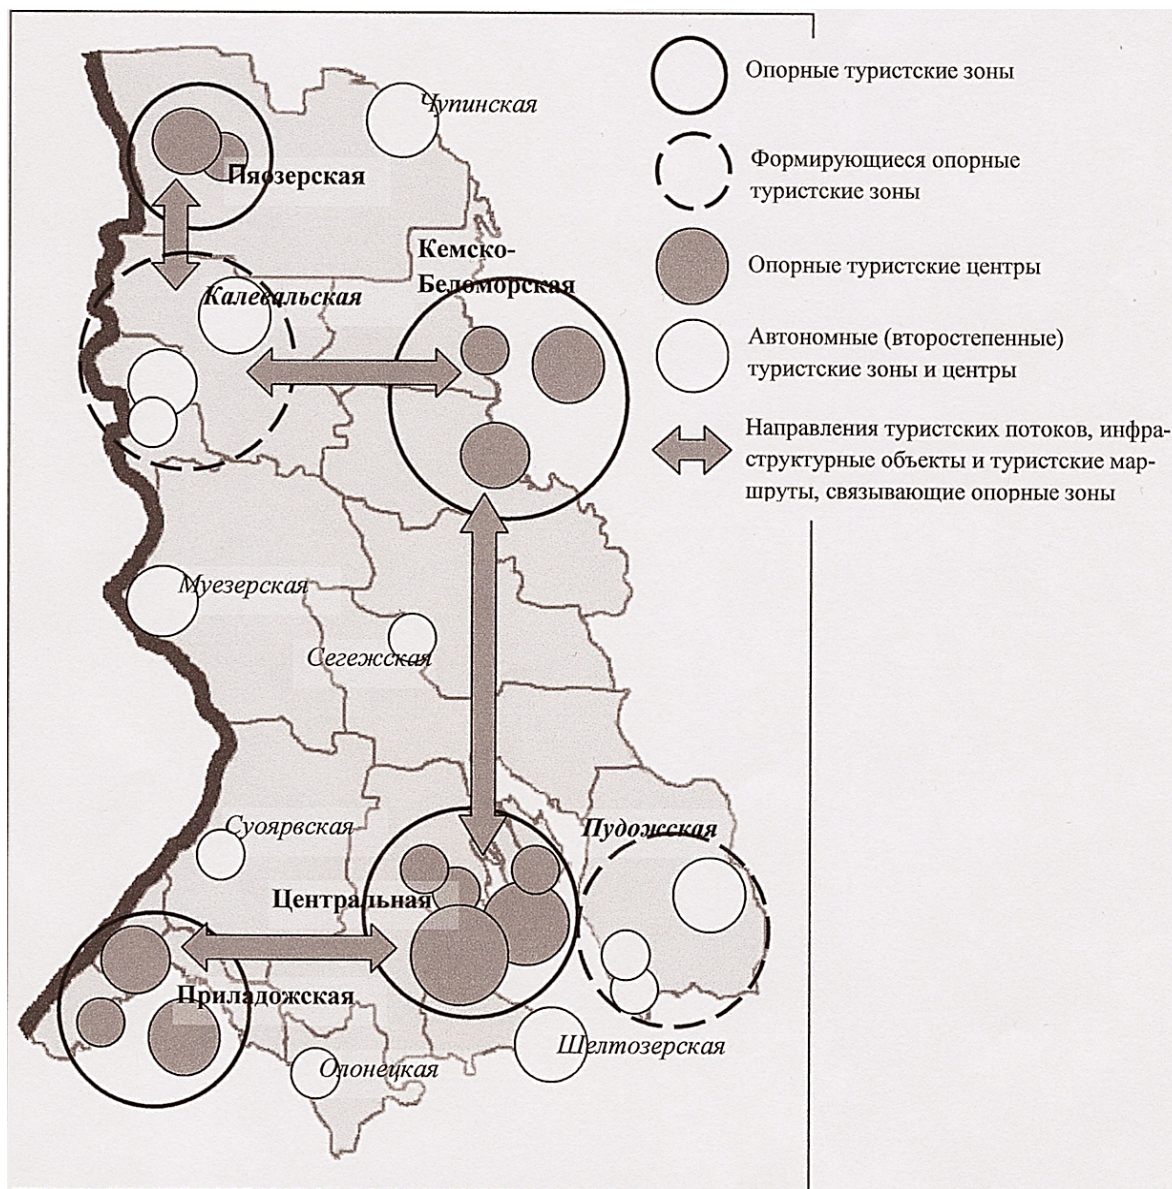 Опорные туристские зоны
Чупинская
Формирующиеся опорные
туристские зоны
Пяозерская
Кемско-
Беломорская
Опорные туристские центры
Калевальская
Автономные (второстепенные)
туристские зоны и центры
Направления туристских потоков, инфра-
структурные объекты и туристские мар-
шруты, связывающие опорные зоны
Муезерская
Сегежская
Суоярвская
Пудожская
Центральная
Приладожская
Шелтозерская
Олонецкая